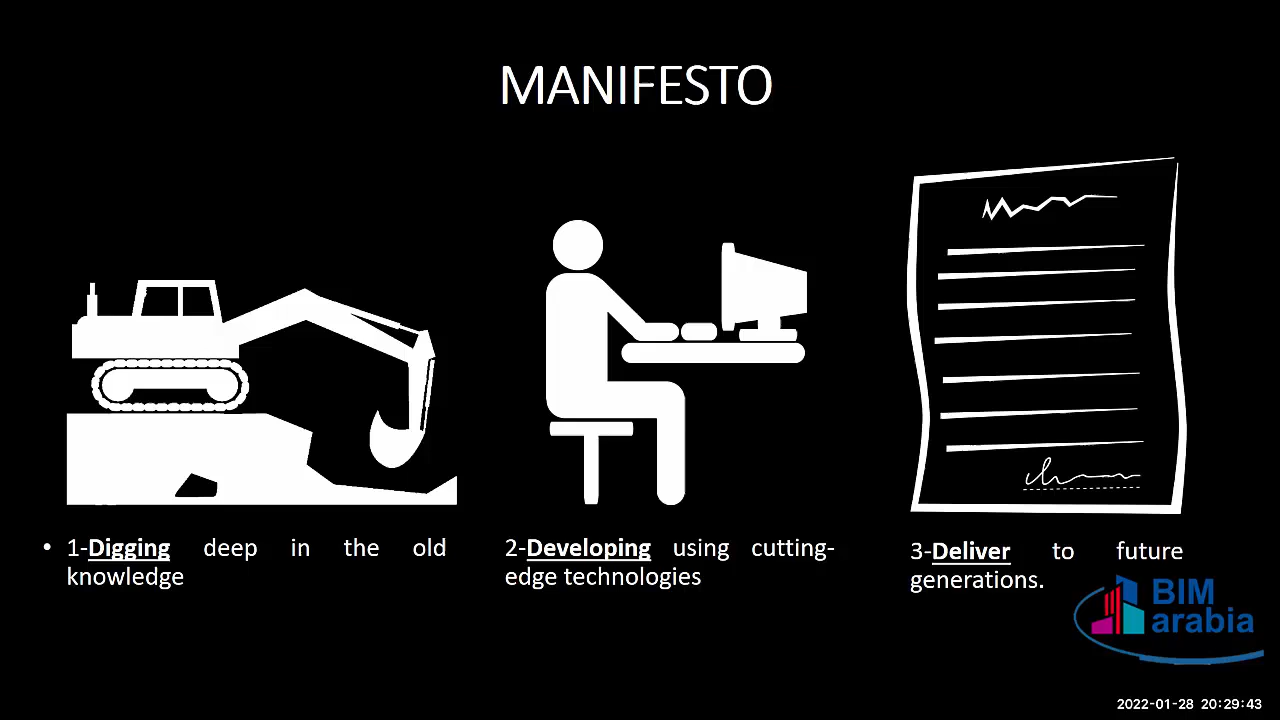 MANIFESTO
• 1-Digging deep in the old
knowledge
2-Developing using cutting-
edge technologies
3-Deliver to future
generations.
BIM
arabia
2022-01-28 20:29:43